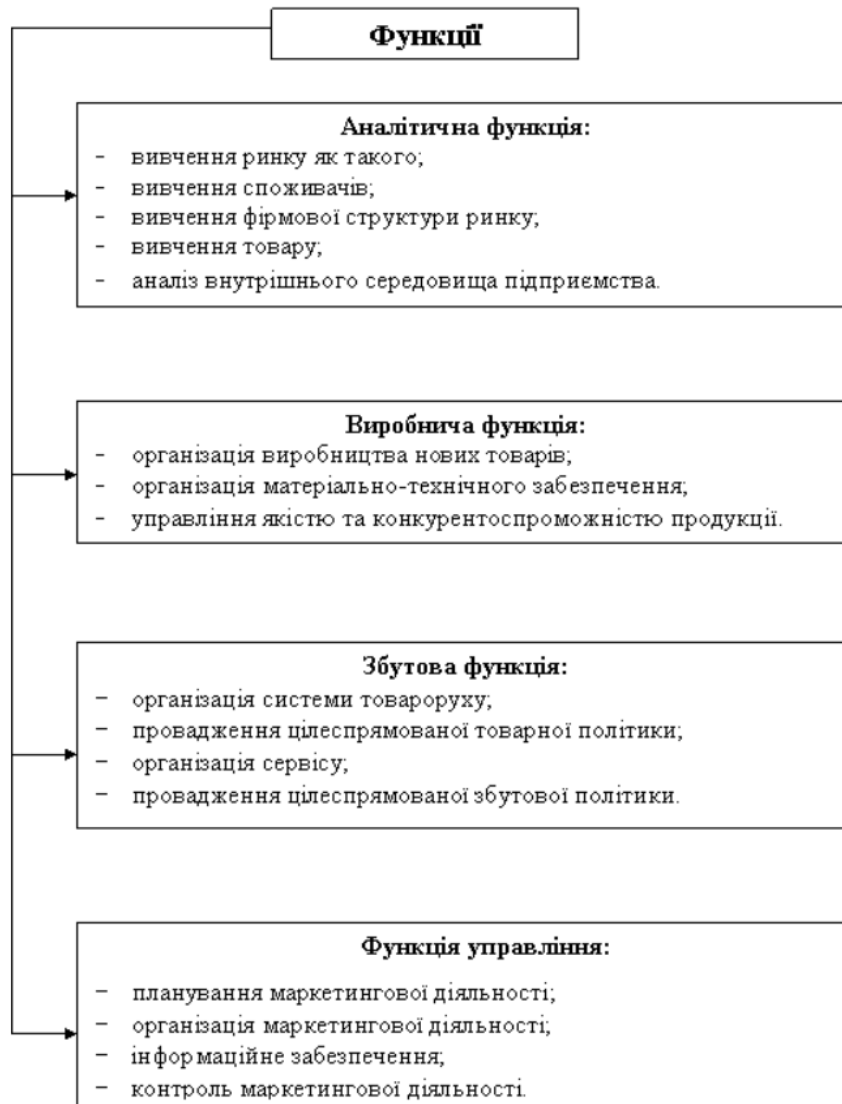 Функції
Аналітична функція:
- вивчення ринку як такого;
- вивчення споживачів;
- вивчення фірмової структури ринку;
- вивчення товару;
- аналіз внутрішнього середовища підприємства.
Виробнича функція:
- організація виробництва нових товарів;
- організація матеріально-технічного забезпечення;
- управління якістю та конкурентоспроможністю продукції.
Збутова функція:
- організація системи товароруху;
- провадження цілеспрямованої товарної політики;
- організація сервісу;
- провадження цілеспрямованої збутової політики.
Функція управління:
- планування маркетингової діяльності;
- організація маркетингової діяльності;
- інформаційне забезпечення;
- контроль маркетингової діяльності.